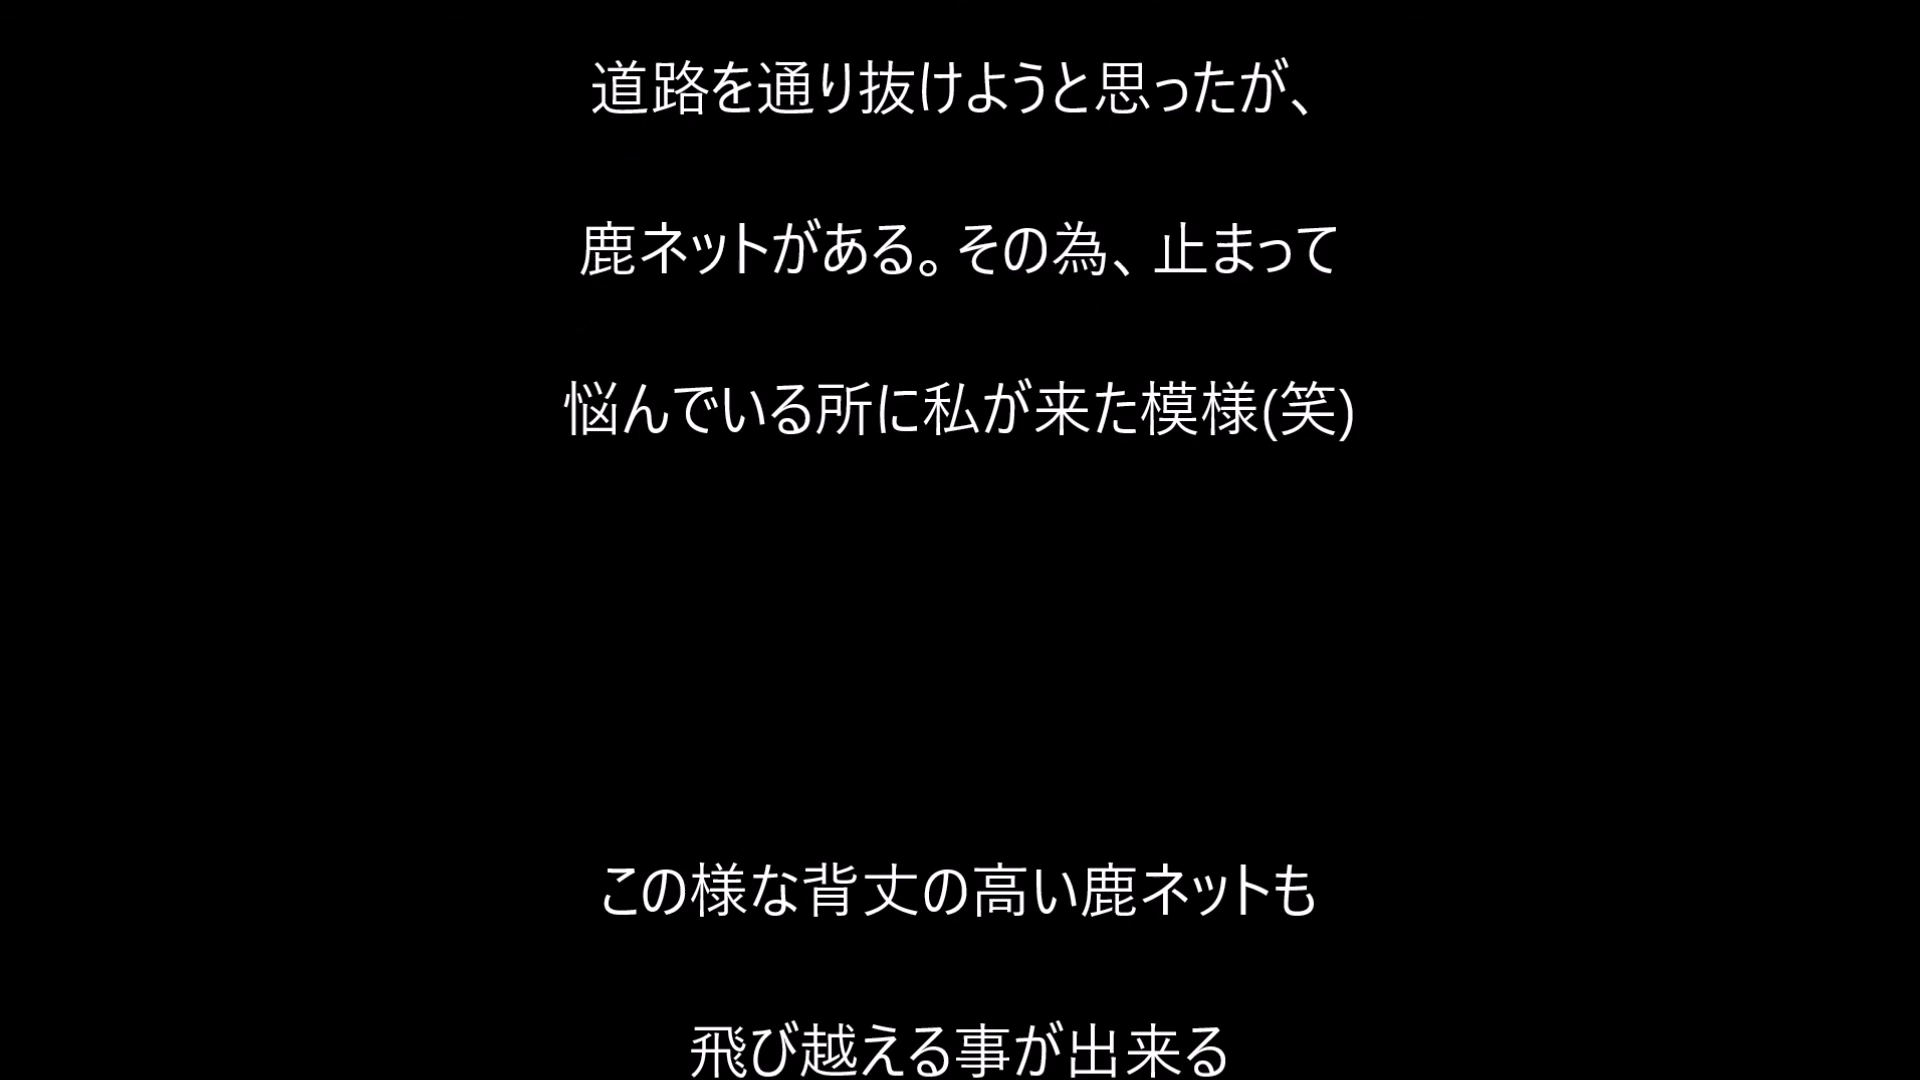 道路を通り抜けようと思ったが、
鹿ネットがある。その為、止まって
悩んでいる所に私が来た模様(笑)
この様な背丈の高い鹿ネットも
飛び越える事が出来る